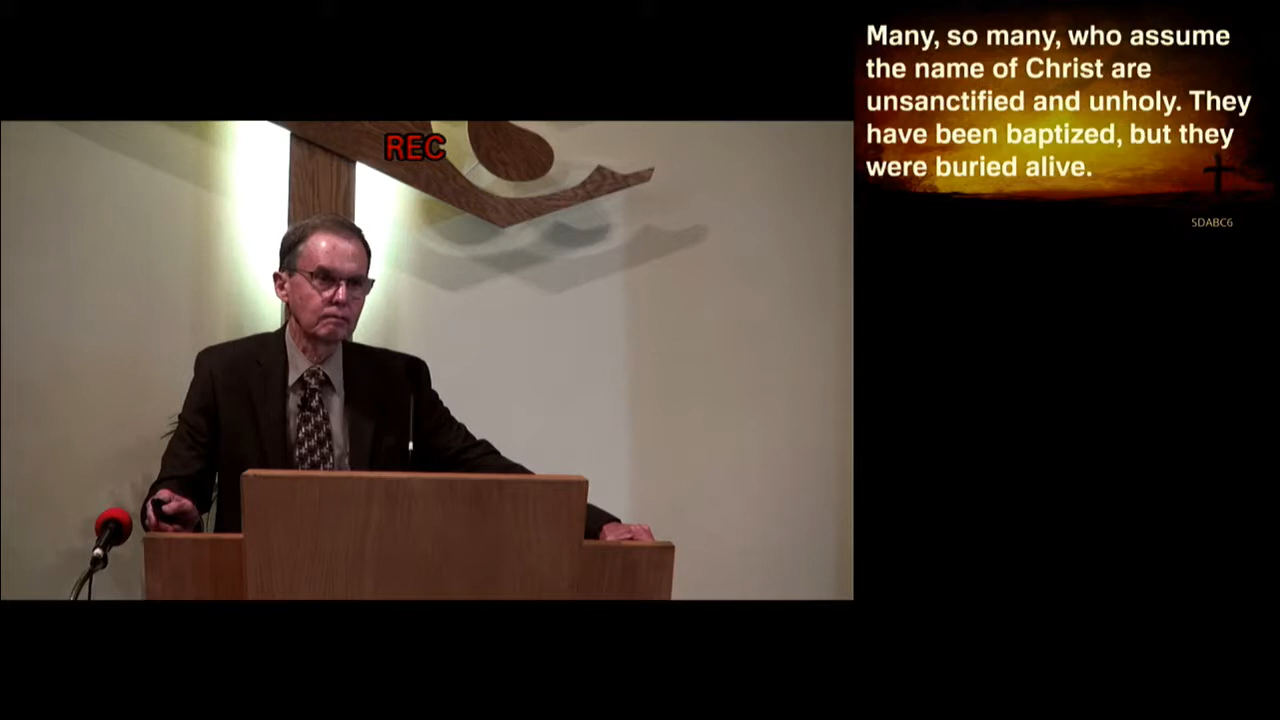 REC
Many, so many, who assume
the name of Christ are
unsanctified and unholy. They
have been baptized, but they
were buried alive.
SDABC6